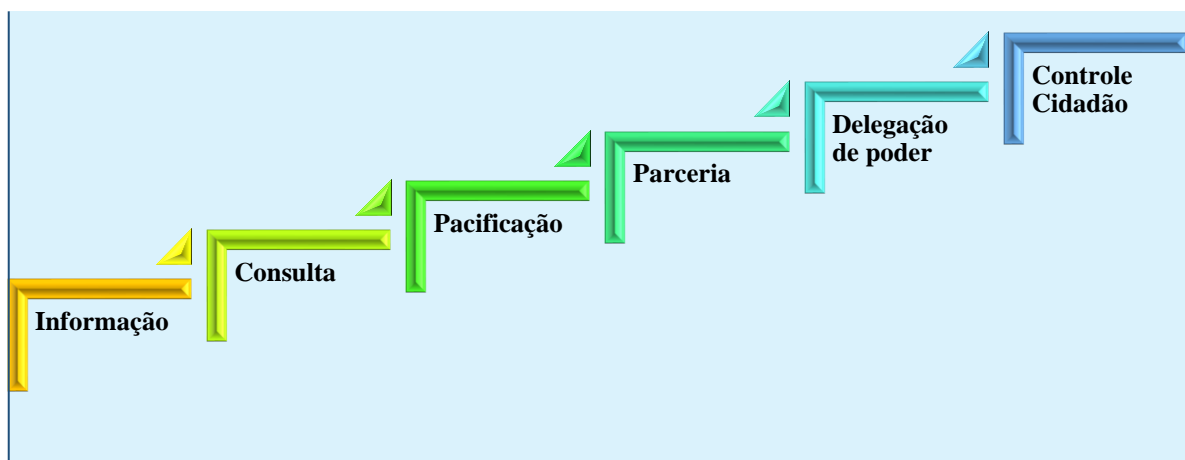 Informação
Consulta
Pacificação
Parceria
Delegação
de poder
Controle
Cidadão